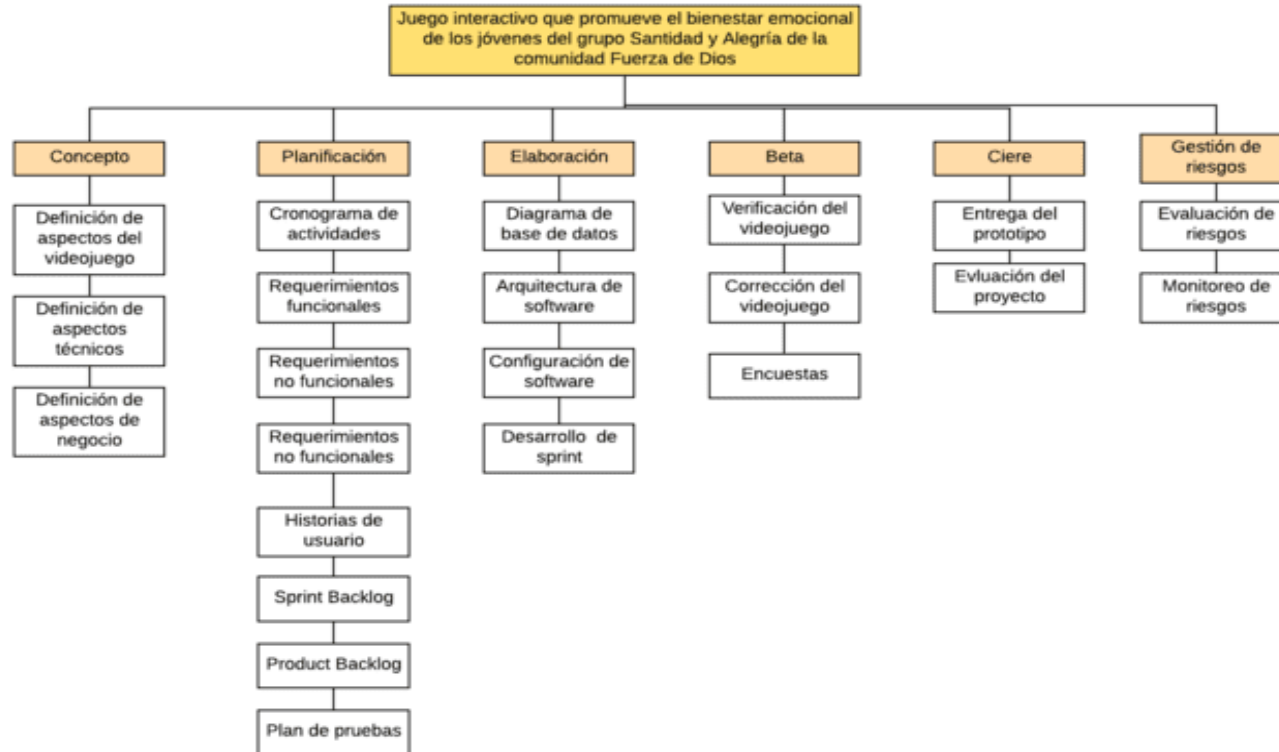 Juego interactivo que promueve el bienestar emocional
de los jóvenes del grupo Santidad y Alegría de la
comunidad Fuerza de Dios
Concepto
Definición de
aspectos del
videojuego
Definición de
aspectos
técnicos
Definición de
aspectos de
negocio
Planificación
Cronograma de
actividades
Requerimientos
funcionales
Requerimientos
no funcionales
Requerimientos
no funcionales
Historias de
usuario
Sprint Backlog
Product Backlog
Plan de pruebas
Elaboración
Diagrama de
base de datos
Arquitectura de
software
Configuración de
software
Desarrollo de
sprint
Beta
Verificación del
videojuego
Corrección del
videojuego
Encuestas
Ciere
Entrega del
prototipo
Evluación del
proyecto
Gestión de
riesgos
Evaluación de
riesgos
Monitoreo de
riesgos